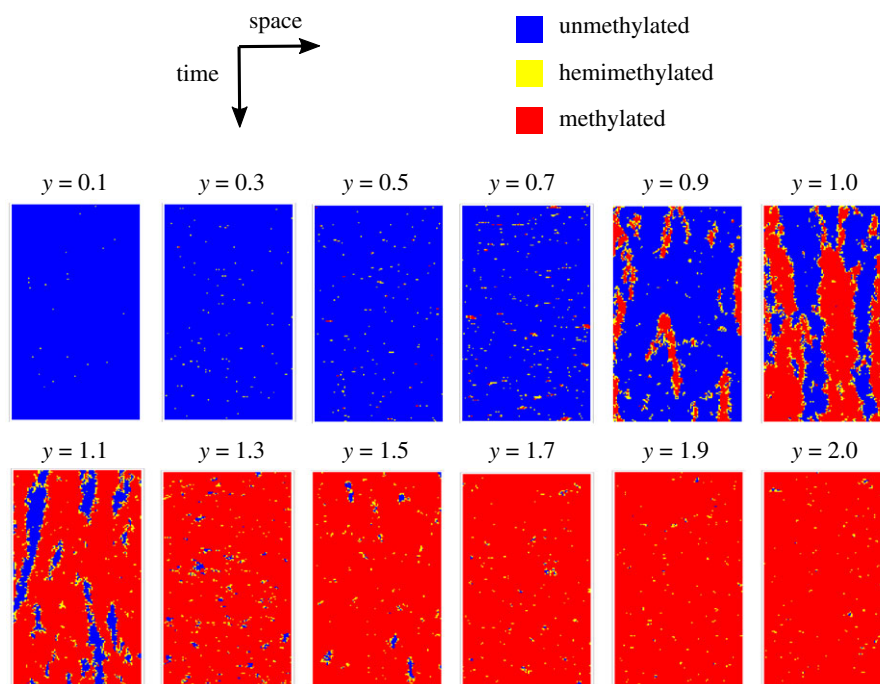 space
time
unmethylated
hemimethylated
methylated
y = 0.1 y = 0.3 y = 0.5 y = 0.7 y = 0.9 y = 1.0
y = 1.1 y = 1.3 y = 1.5 y = 1.7 y = 1.9 y = 2.0